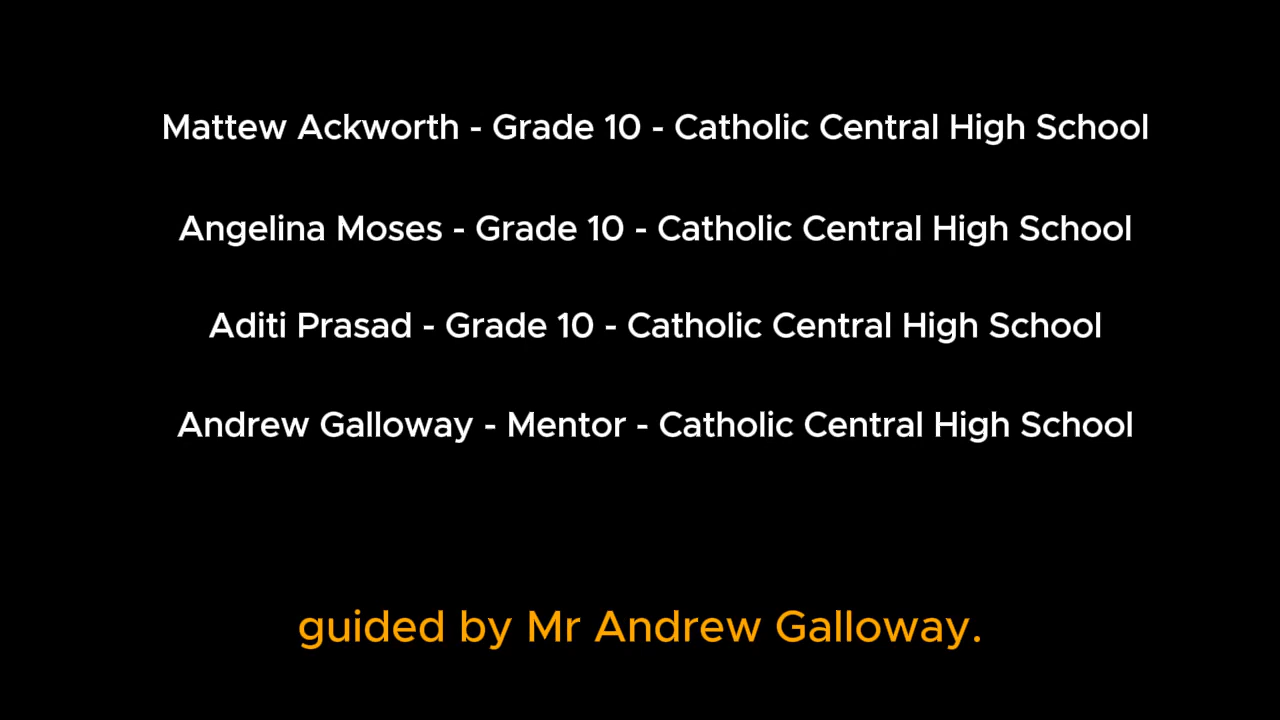 Mattew Ackworth - Grade 10 - Catholic Central High School
Angelina Moses - Grade 10 - Catholic Central High School
Aditi Prasad - Grade 10 - Catholic Central High School
Andrew Galloway - Mentor - Catholic Central High School
guided by Mr Andrew Galloway.